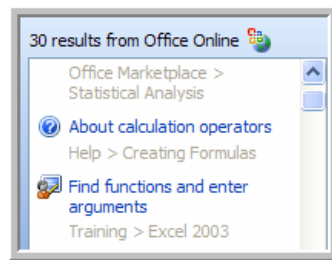 30 results from Office Online
Office Marketplace >
Statistical Analysis
About calculation operators
Help > Creating Formulas
Find functions and enter
arguments
Training > Excel 2003